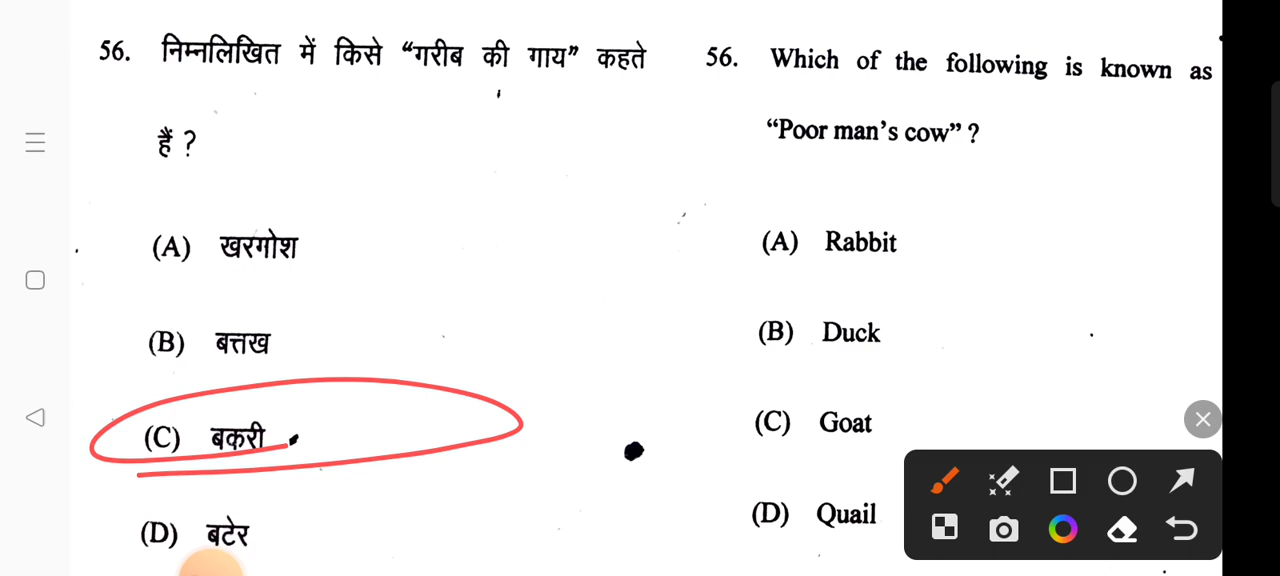 56. निम्नलिखित में किसे “गरीब की गाय” कहते
हैं ?
(A) खरगोश
(B) बत्तख
(C) बकरी
(D) बटेर
56. Which of the following is known as
“Poor man’s cow” ?
(A) Rabbit
(B) Duck
(C) Goat
(D) Quail